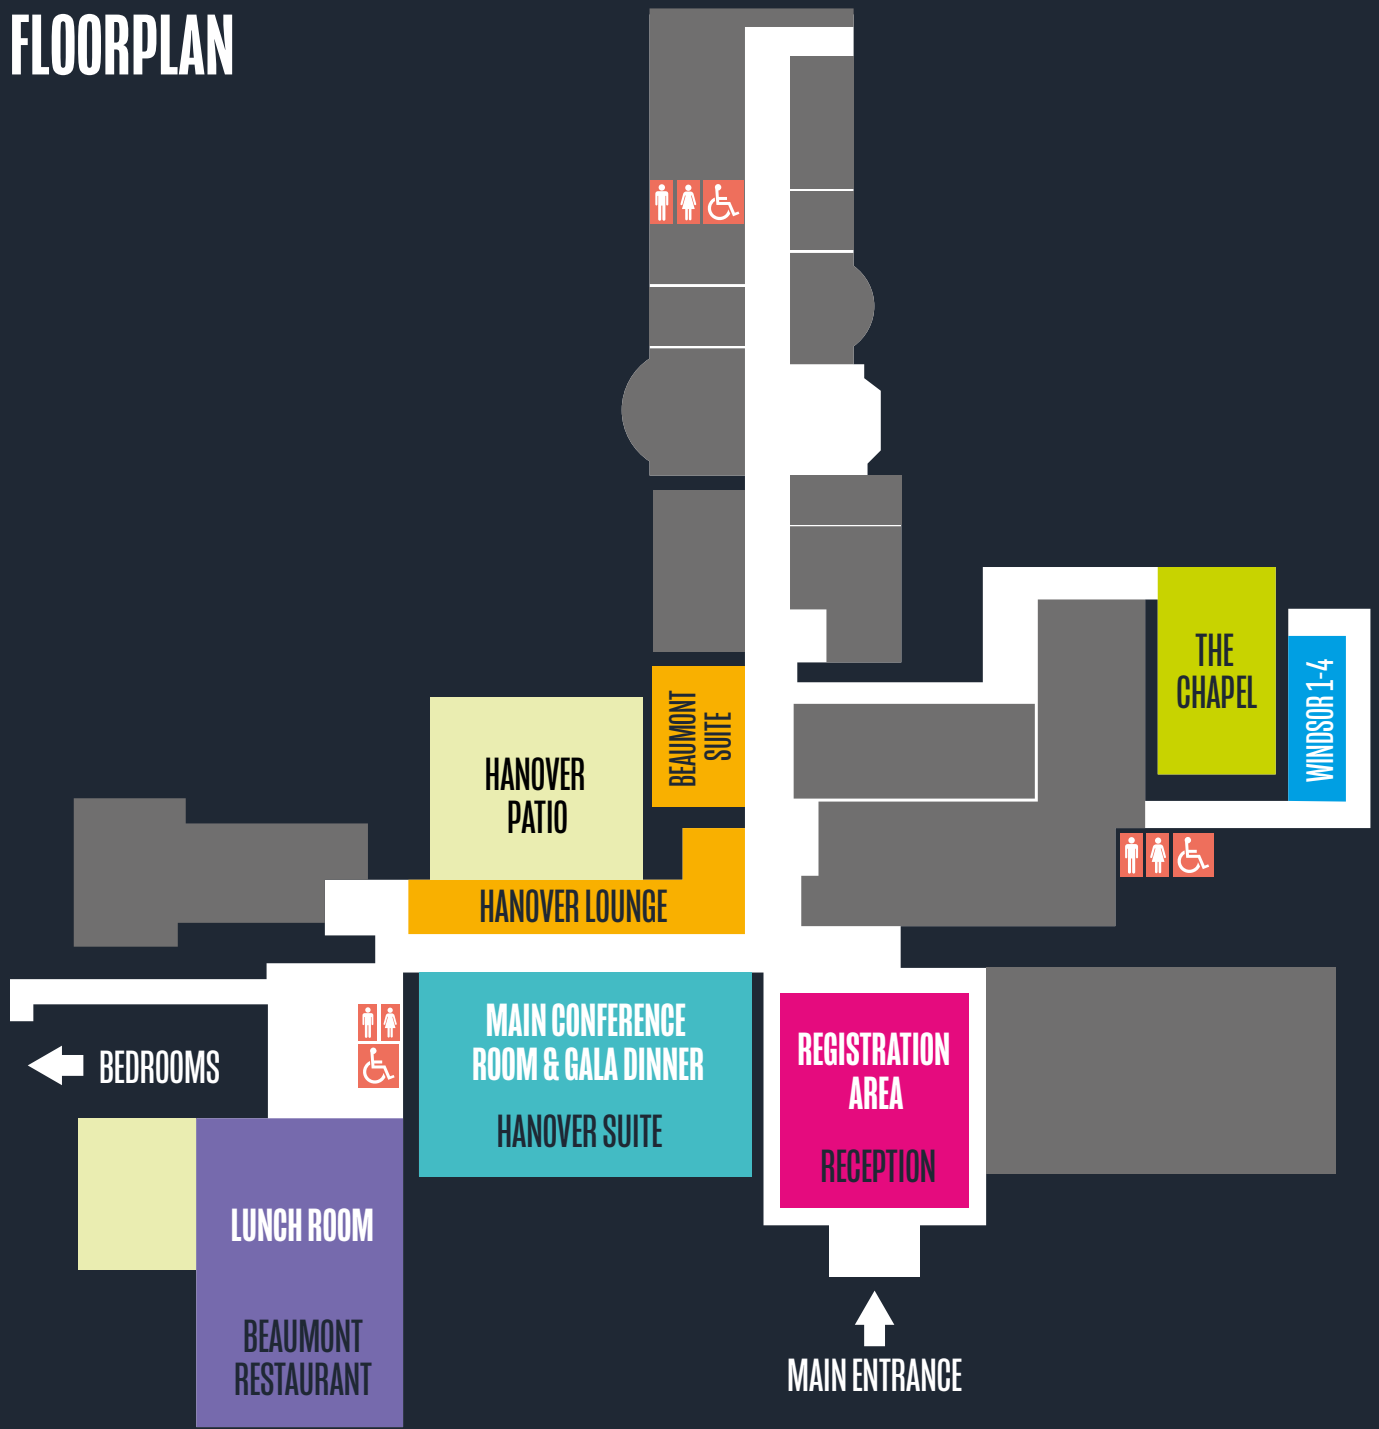 FLOORPLAN
THE
CHAPEL
WINDSOR 1-4
BEAUMONT
SUITE
HANOVER
PATIO
HANOVER LOUNGE
MAIN CONFERENCE
ROOM & GALA DINNER
HANOVER SUITE
REGISTRATION
AREA
RECEPTION
BEDROOMS
LUNCH ROOM
BEAUMONT
RESTAURANT
MAIN ENTRANCE